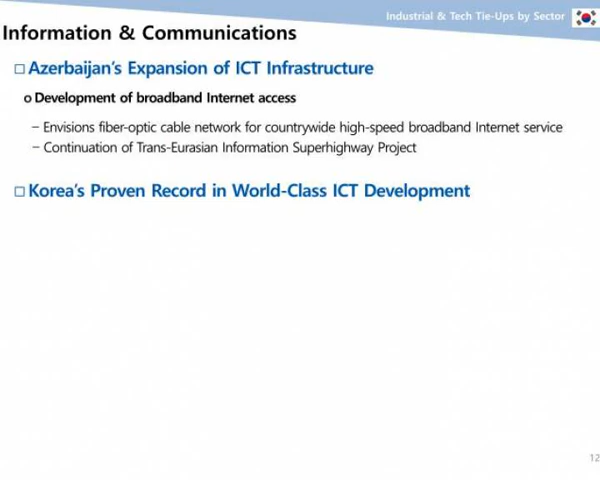 Industrial & Tech Tie-Ups by Sector
Information & Communications
□ Azerbaijan's Expansion of ICT Infrastructure
o Development of broadband Internet access
– Envisions fiber-optic cable network for countrywide high-speed broadband Internet service
– Continuation of Trans-Eurasian Information Superhighway Project
□ Korea's Proven Record in World-Class ICT Development
12